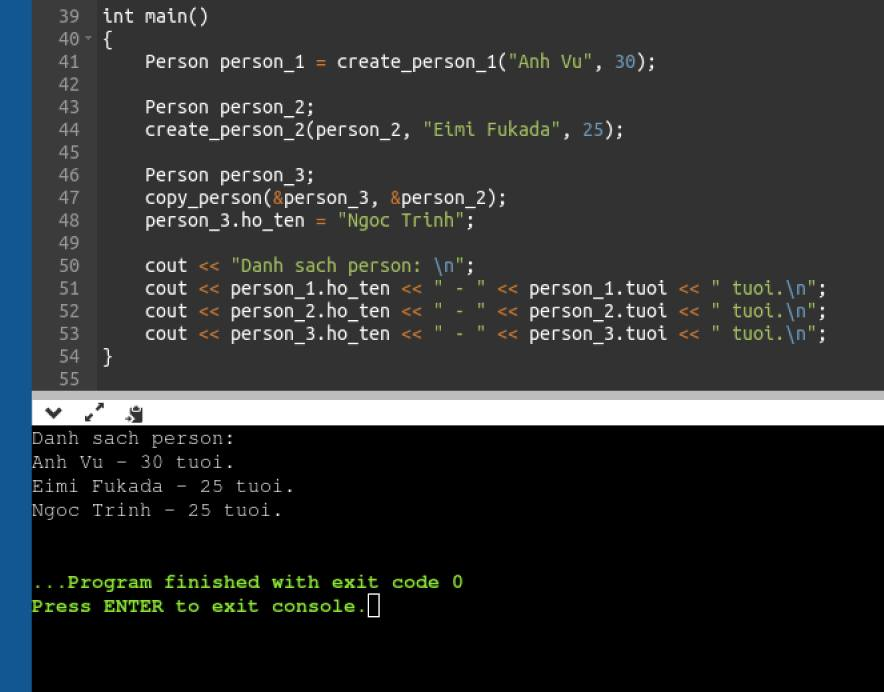 39 int main()
40 {
41     Person person_1 = create_person_1("Anh Vu", 30);
42
43     Person person_2;
44     create_person_2(person_2, "Eimi Fukada", 25);
45
46     Person person_3;
47     copy_person(&person_3, &person_2);
48     person_3.ho_ten = "Ngoc Trinh";
49
50     cout << "Danh sach person: \n";
51     cout << person_1.ho_ten << " - " << person_1.tuoi << " tuoi.\n";
52     cout << person_2.ho_ten << " - " << person_2.tuoi << " tuoi.\n";
53     cout << person_3.ho_ten << " - " << person_3.tuoi << " tuoi.\n";
54 }
55
Danh sach person:
Anh Vu - 30 tuoi.
Eimi Fukada - 25 tuoi.
Ngoc Trinh - 25 tuoi.
...Program finished with exit code 0
Press ENTER to exit console.